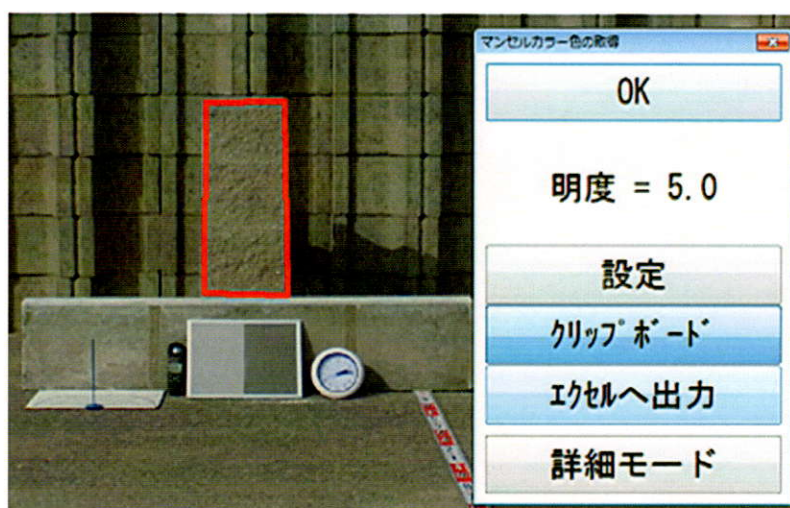 マンセルカラー色の取得
OK
明度 = 5.0
設定
クリップボード
エクセルへ出力
詳細モード